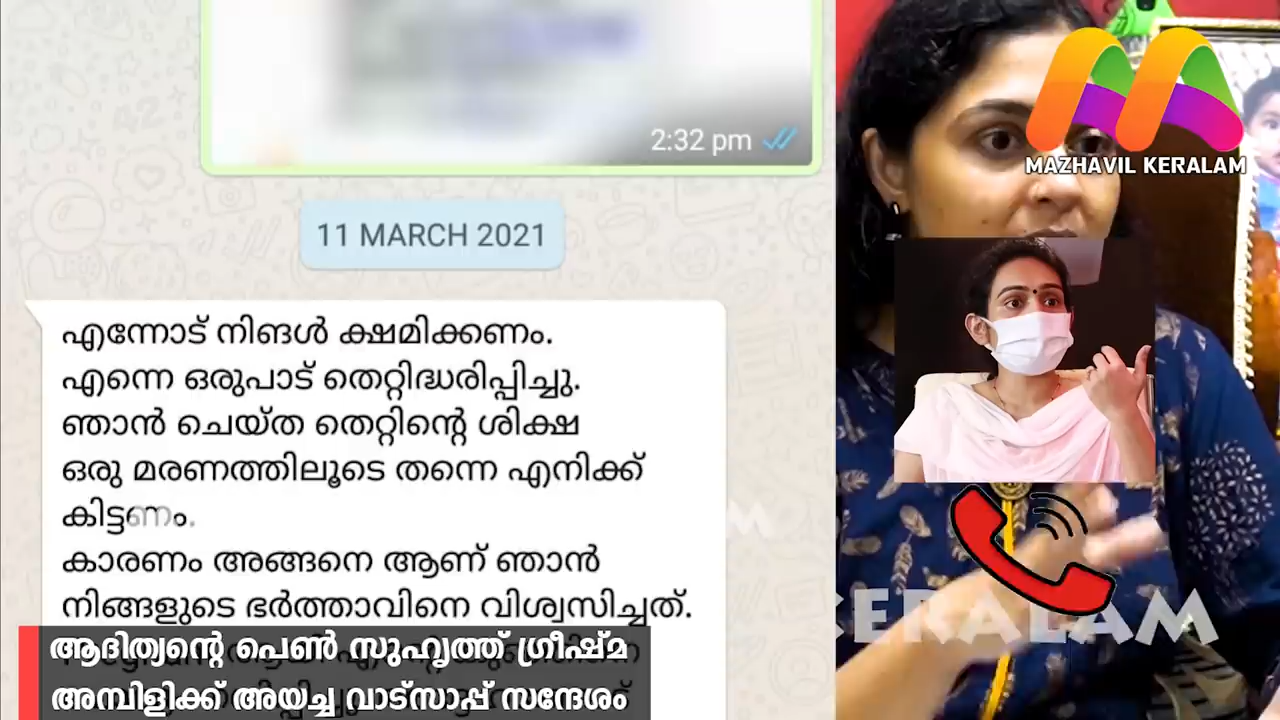 2:32 pm
MAZHAVIL KERALAM
11 MARCH 2021
എന്നോട് നിങൾ ക്ഷമിക്കണം.
എന്നെ ഒരുപാട് തെറ്റിദ്ധരിപ്പിച്ചു.
ഞാൻ ചെയ്ത തെറ്റിൻ്റെ ശിക്ഷ
ഒരു മരണത്തിലൂടെ തന്നെ എനിക്ക്
കിട്ടണം.
കാരണം അങ്ങനെ ആണ് ഞാൻ
നിങ്ങളുടെ ഭർത്താവിനെ വിശ്വസിച്ചത്.
KERALAM
ആദിത്യന്റെ പെൺ സുഹൃത്ത് ഗ്രീഷ്മ
അമ്പിളിക്ക് അയച്ച വാട്സാപ്പ് സന്ദേശം